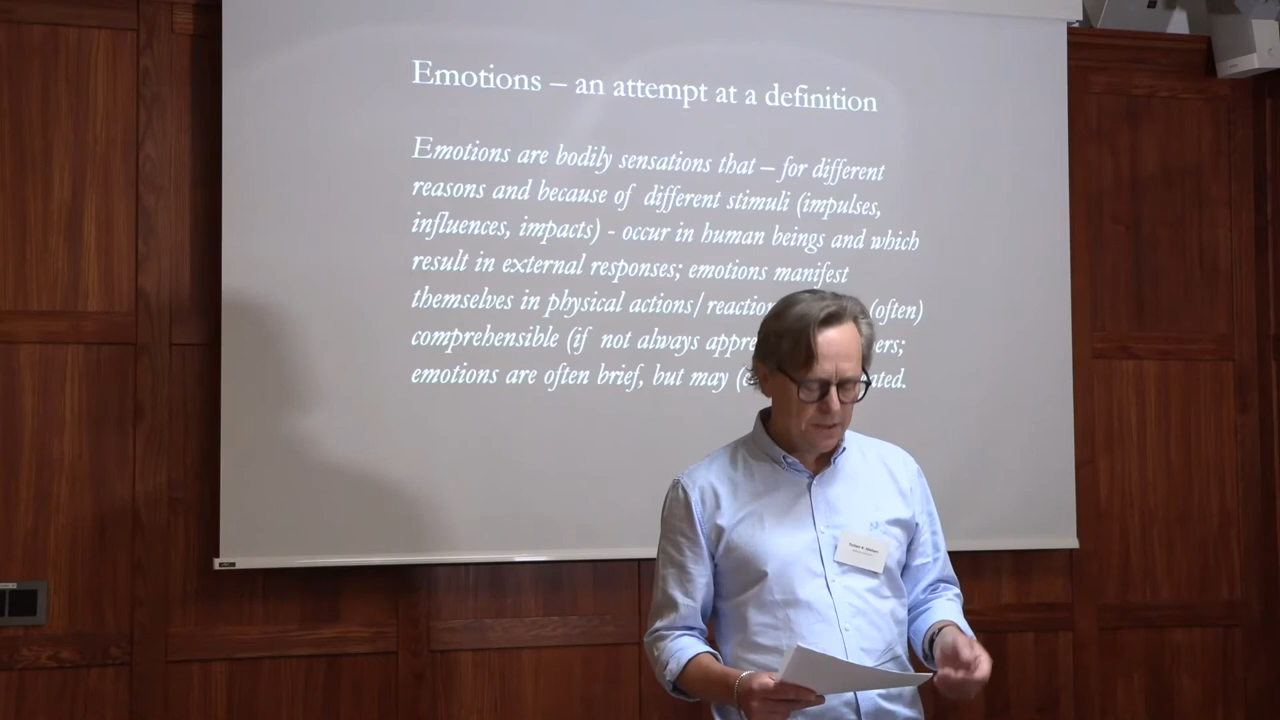 Emotions – an attempt at a definition
Emotions are bodily sensations that – for different
reasons and because of different stimuli (impulses,
influences, impacts) - occur in human beings and which
result in external responses; emotions manifest
themselves in physical actions/reaction (often)
comprehensible (if not always appre ers;
emotions are often brief, but may ( ated.